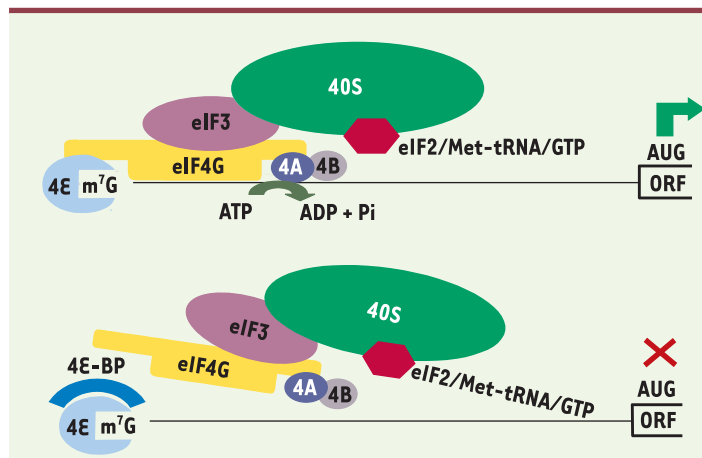 40S
eIF3
eIF2/Met-tRNA/GTP
AUG
eIF4G
4A 4B
4E m⁷G
ORF
ATP
ADP + Pi
40S
eIF3
4E-BP
eIF4G
eIF2/Met-tRNA/GTP
AUG
4A 4B
4E m⁷G
ORF